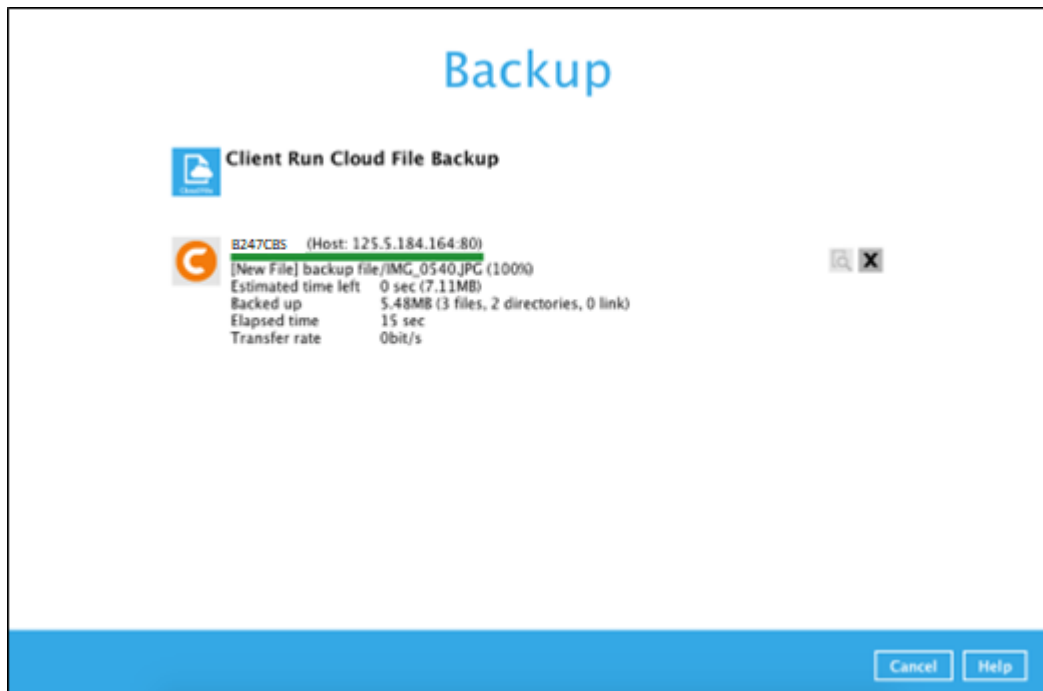 Backup
Client Run Cloud File Backup
Cloud File
B247CBS (Host: 125.5.184.164:80)
[New File] backup file/IMG_0540.JPG (100%)
Estimated time left 0 sec (7.11MB)
Backed up 5.48MB (3 files, 2 directories, 0 link)
Elapsed time 15 sec
Transfer rate 0bit/s
X
Cancel Help